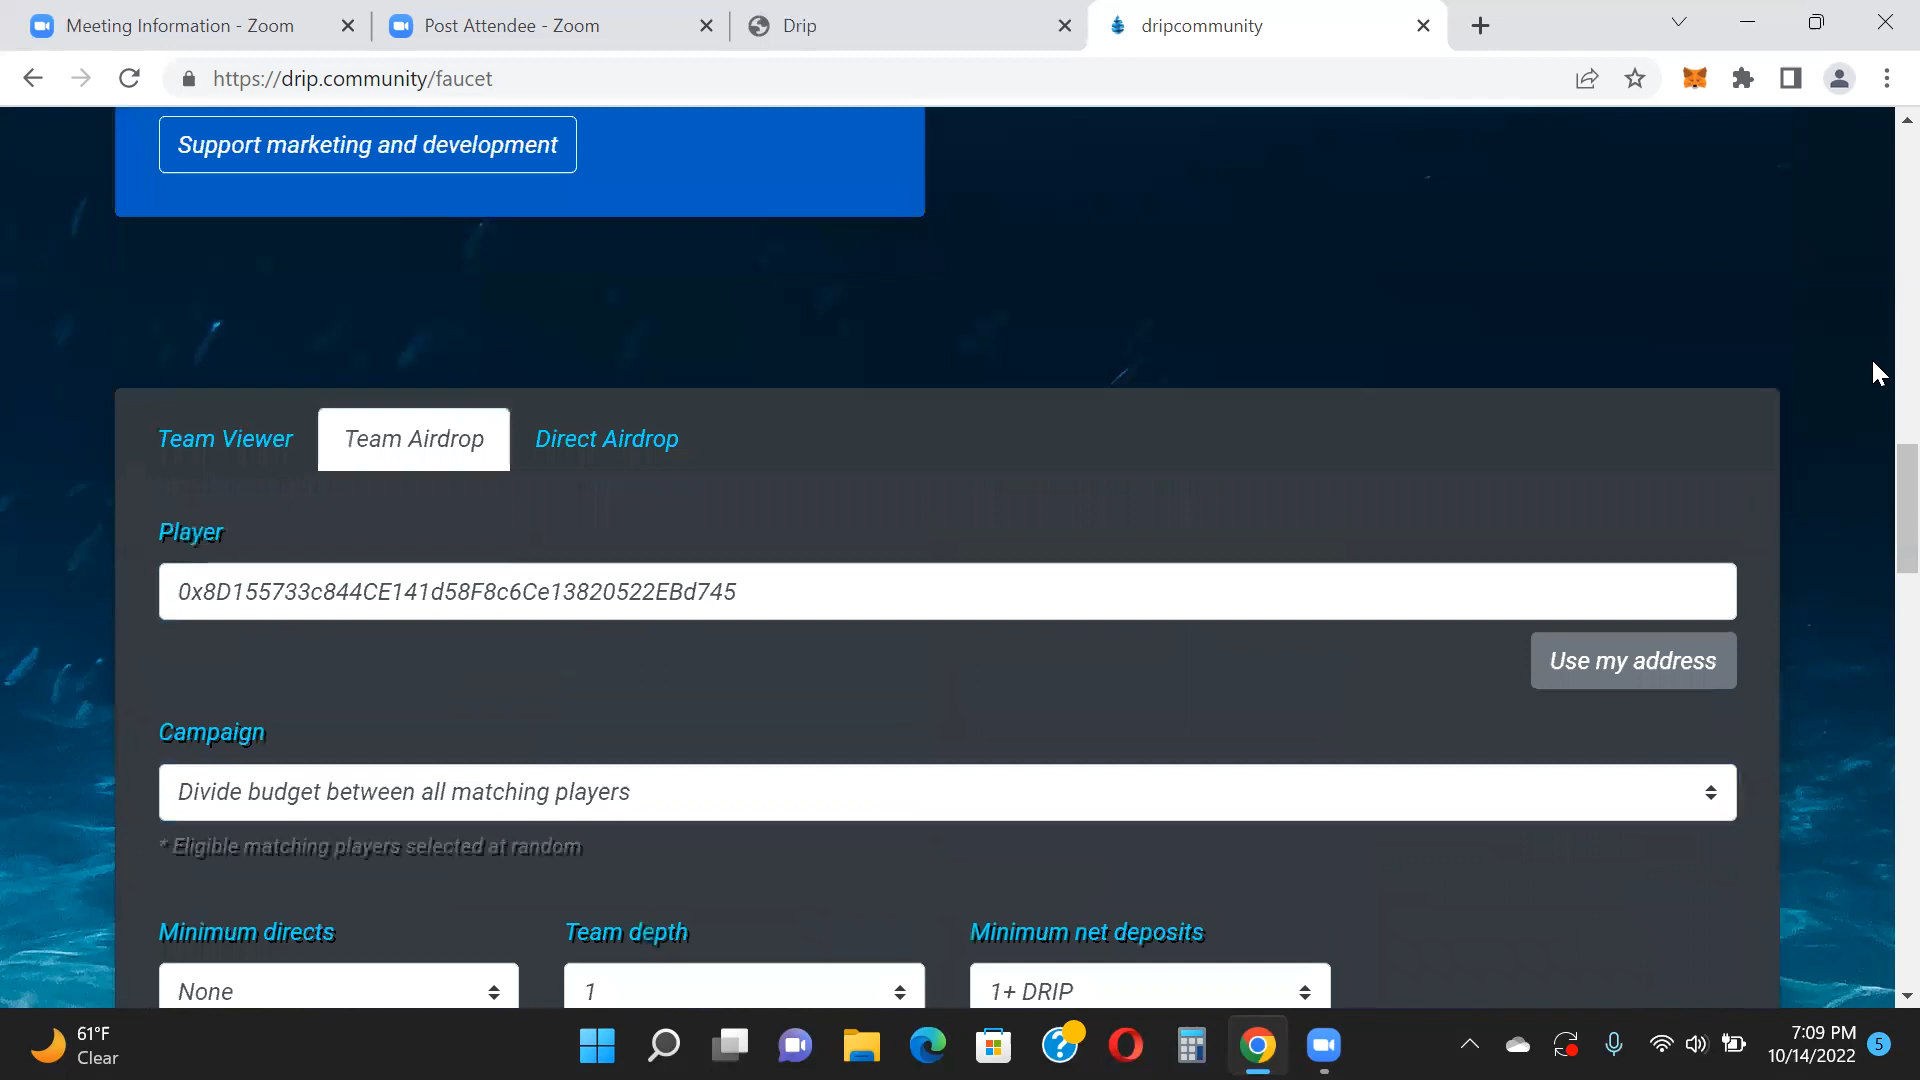 Meeting Information - Zoom
Post Attendee - Zoom
Drip
dripcommunity
https://drip.community/faucet
Support marketing and development
Team Viewer
Team Airdrop
Direct Airdrop
Player
0x8D155733c844CE141d58F8c6Ce13820522EBd745
Use my address
Campaign
Divide budget between all matching players
* Eligible matching players selected at random
Minimum directs
Team depth
Minimum net deposits
None
1
1+ DRIP
61°F
Clear
7:09 PM
10/14/2022
5